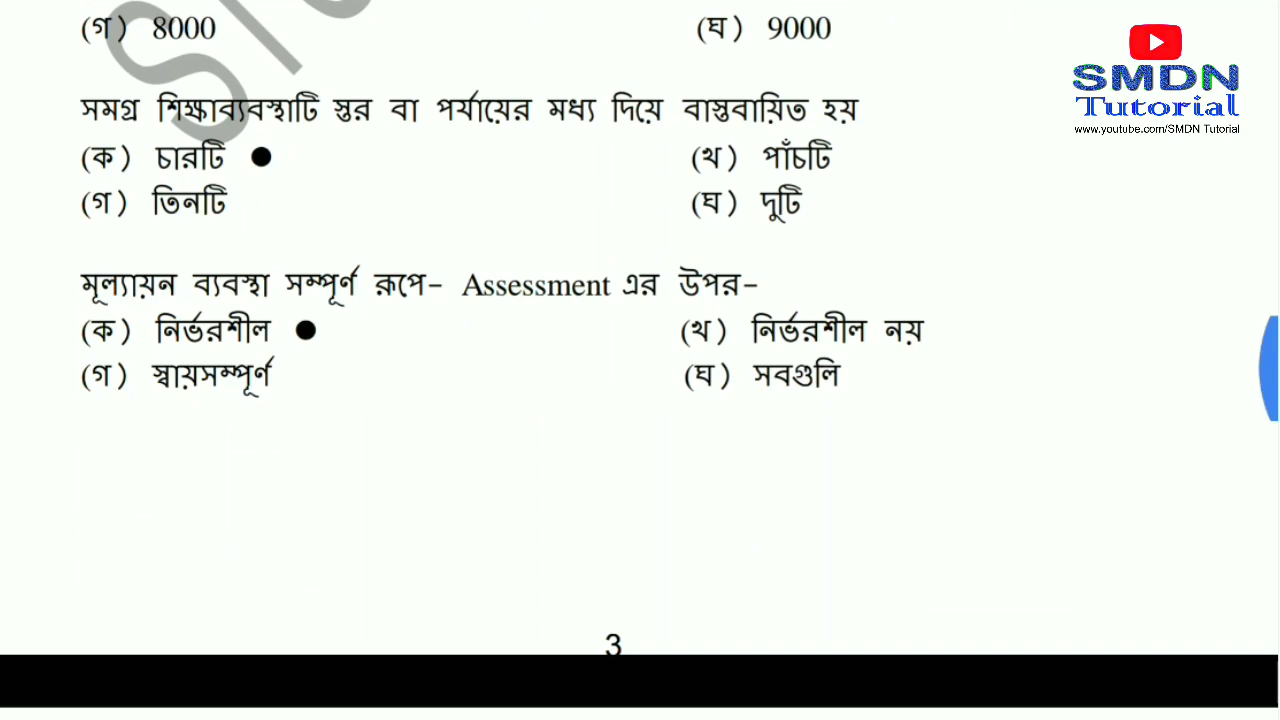 (গ) 8000 (ঘ) 9000
SMDN
Tutorial
www.youtube.com/SMDN Tutorial
সমগ্র শিক্ষাব্যবস্থাটি স্তর বা পর্যায়ের মধ্য দিয়ে বাস্তবায়িত হয়
(ক) চারটি ● (খ) পাঁচটি
(গ) তিনটি (ঘ) দুটি
মূল্যায়ন ব্যবস্থা সম্পূর্ণ রূপে- Assessment এর উপর-
(ক) নির্ভরশীল ● (খ) নির্ভরশীল নয়
(গ) স্বায়সম্পূর্ণ (ঘ) সবগুলি
3